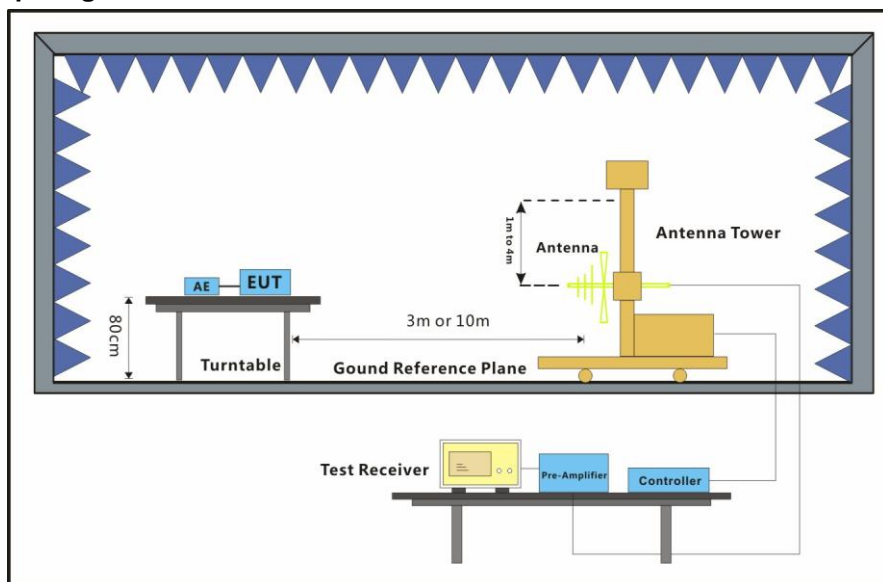 1m to 4m
Antenna
Antenna Tower
AE
EUT
80cm
3m or 10m
Turntable
Gound Reference Plane
Test Receiver
Pre-Amplifier
Controller